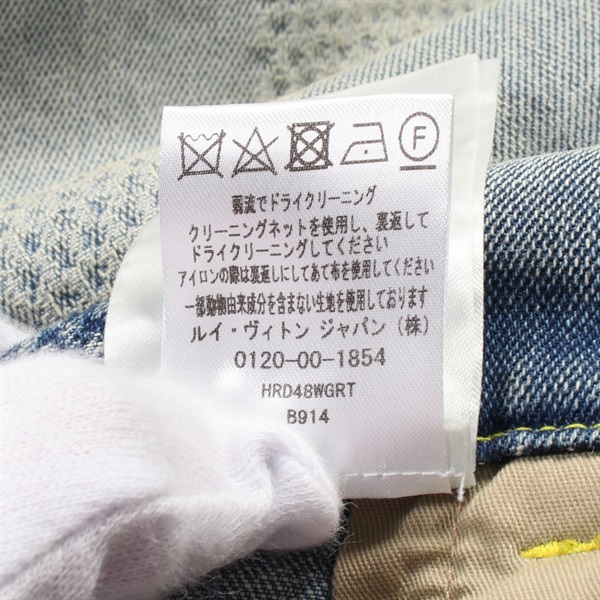 F
弱流でドライクリーニング
クリーニングネットを使用し、裏返して
ドライクリーニングしてください
アイロンの際は裏返しにしてあて布を使用してください
一部動物由来成分を含まない生地を使用しております
ルイ・ヴィトン ジャパン (株)
0120-00-1854
HRD48WGRT
B914